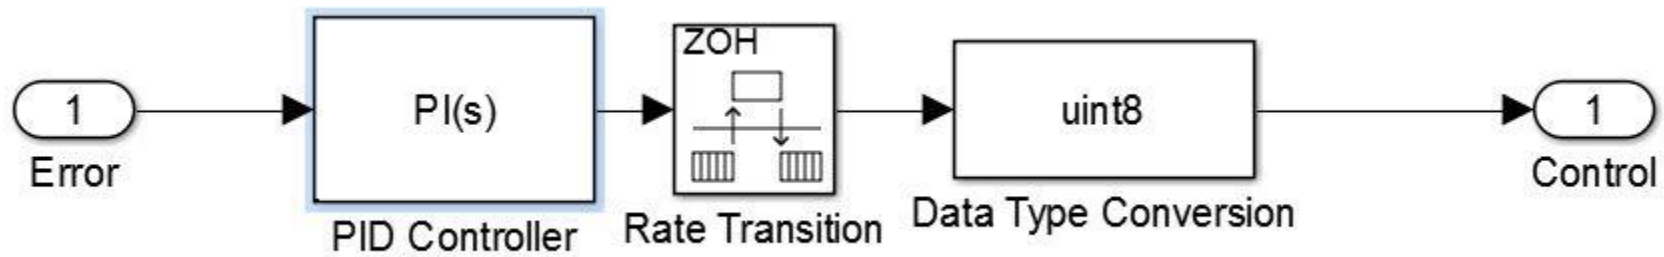 1
Error
PI(s)
PID Controller
ZOH
Rate Transition
uint8
Data Type Conversion
1
Control